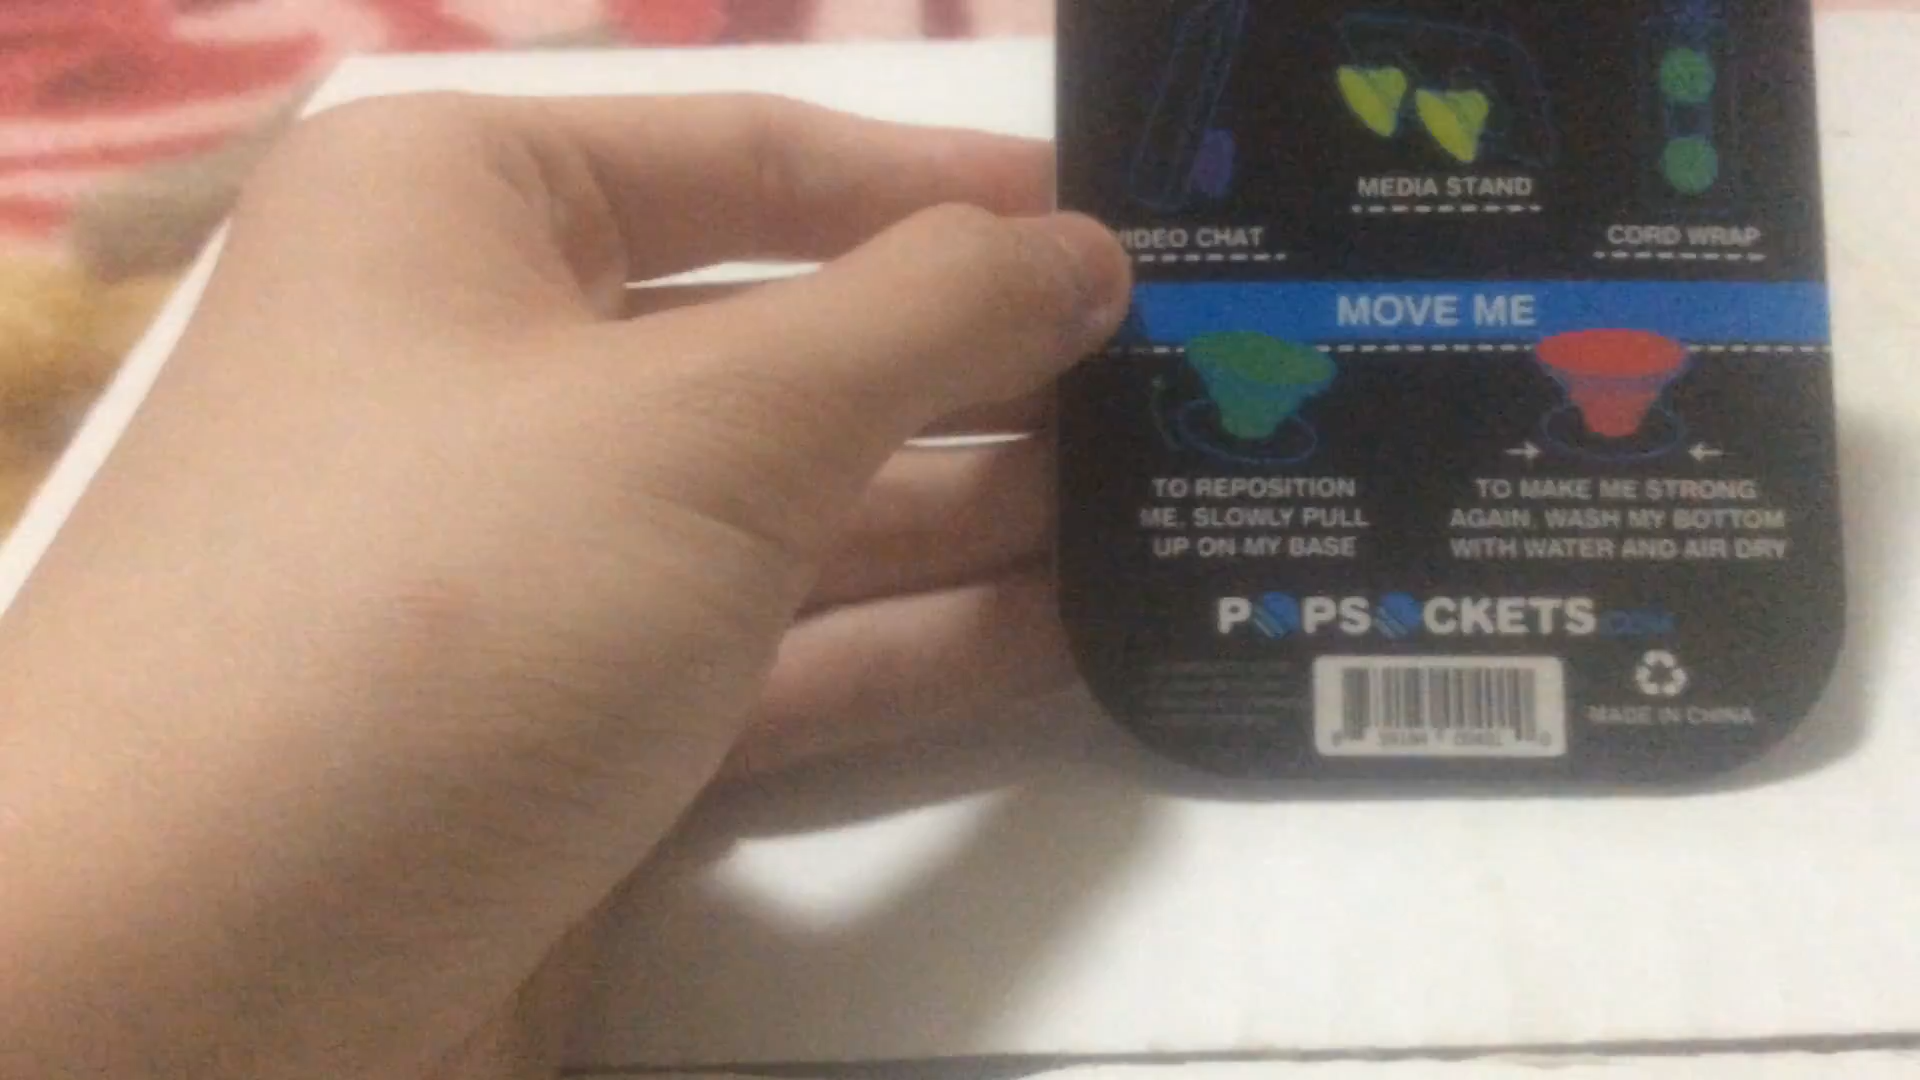 MEDIA STAND
VIDEO CHAT
CORD WRAP
MOVE ME
TO REPOSITION
ME, SLOWLY PULL
UP ON MY BASE
TO MAKE ME STRONG
AGAIN, WASH MY BOTTOM
WITH WATER AND AIR DRY
POPSOCKETS.COM
MADE IN CHINA